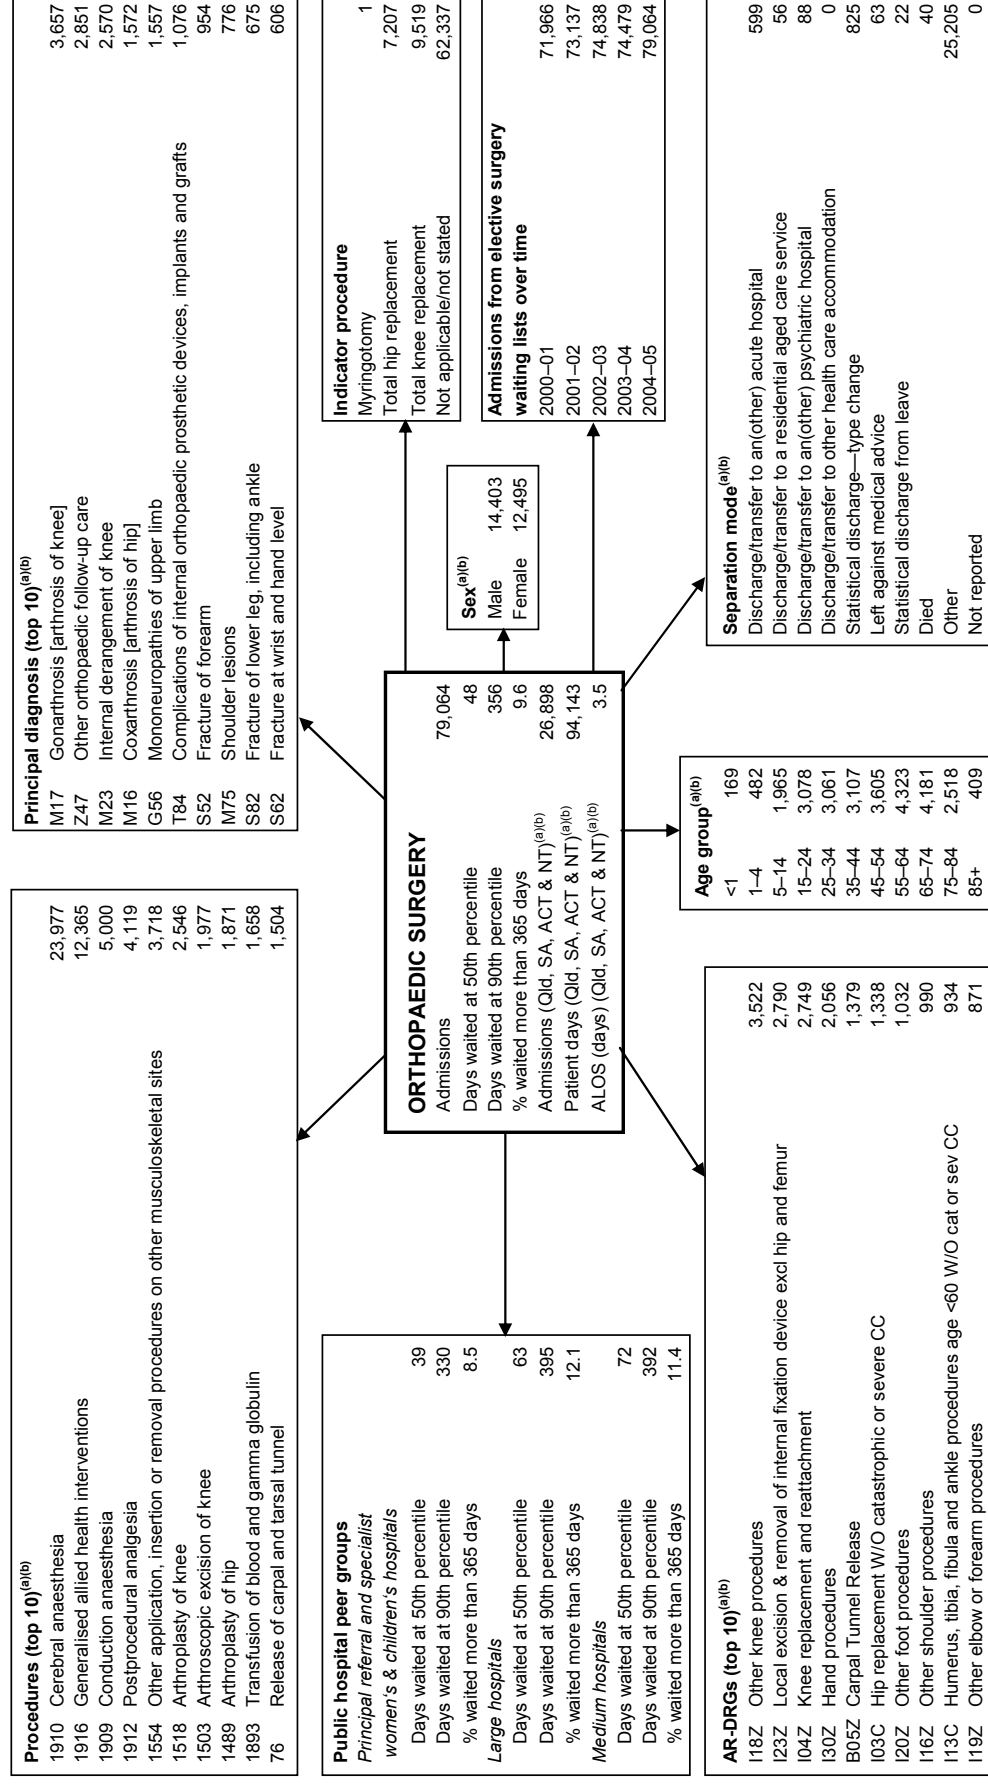 Procedures (top 10)(a)(b)
1910 Cerebral anaesthesia 23,977
1916 Generalised allied health interventions 12,365
1909 Conduction anaesthesia 5,000
1912 Postprocedural analgesia 4,119
1554 Other application, insertion or removal procedures on other musculoskeletal sites 3,718
1518 Arthroplasty of knee 2,546
1503 Arthroscopic excision of knee 1,977
1489 Arthroplasty of hip 1,871
1893 Transfusion of blood and gamma globulin 1,658
76 Release of carpal and tarsal tunnel 1,504
Principal diagnosis (top 10)(a)(b)
M17 Gonarthrosis [arthrosis of knee] 3,657
Z47 Other orthopaedic follow-up care 2,851
M23 Internal derangement of knee 2,570
M16 Coxarthrosis [arthrosis of hip] 1,572
G56 Mononeuropathies of upper limb 1,557
T84 Complications of internal orthopaedic prosthetic devices, implants and grafts 1,076
S52 Fracture of forearm 954
M75 Shoulder lesions 776
S82 Fracture of lower leg, including ankle 675
S62 Fracture at wrist and hand level 606
Public hospital peer groups
Principal referral and specialist
women's & children's hospitals
Days waited at 50th percentile 39
Days waited at 90th percentile 330
% waited more than 365 days 8.5
Large hospitals
Days waited at 50th percentile 63
Days waited at 90th percentile 395
% waited more than 365 days 12.1
Medium hospitals
Days waited at 50th percentile 72
Days waited at 90th percentile 392
% waited more than 365 days 11.4
ORTHOPAEDIC SURGERY
Admissions 79,064
Days waited at 50th percentile 48
Days waited at 90th percentile 356
% waited more than 365 days 9.6
Admissions (Qld, SA, ACT & NT)(a)(b) 26,898
Patient days (Qld, SA, ACT & NT)(a)(b) 94,143
ALOS (days) (Qld, SA, ACT & NT)(a)(b) 3.5
Sex(a)(b)
Male 14,403
Female 12,495
Indicator procedure
Myringotomy 1
Total hip replacement 7,207
Total knee replacement 9,519
Not applicable/not stated 62,337
Admissions from elective surgery
waiting lists over time
2000–01 71,966
2001–02 73,137
2002–03 74,838
2003–04 74,479
2004–05 79,064
AR-DRGs (top 10)(a)(b)
I18Z Other knee procedures 3,522
I23Z Local excision & removal of internal fixation device excl hip and femur 2,790
I04Z Knee replacement and reattachment 2,749
I30Z Hand procedures 2,056
B05Z Carpal Tunnel Release 1,379
I03C Hip replacement W/O catastrophic or severe CC 1,338
I20Z Other foot procedures 1,032
I16Z Other shoulder procedures 990
I13C Humerus, tibia, fibula and ankle procedures age <60 W/O cat or sev CC 934
I19Z Other elbow or forearm procedures 871
Age group(a)(b)
<1 169
1–4 482
5–14 1,965
15–24 3,078
25–34 3,061
35–44 3,107
45–54 3,605
55–64 4,323
65–74 4,181
75–84 2,518
85+ 409
Separation mode(a)(b)
Discharge/transfer to an(other) acute hospital 599
Discharge/transfer to a residential aged care service 56
Discharge/transfer to an(other) psychiatric hospital 88
Discharge/transfer to other health care accommodation 0
Statistical discharge—type change 825
Left against medical advice 63
Statistical discharge from leave 22
Died 40
Other 25,205
Not reported 0